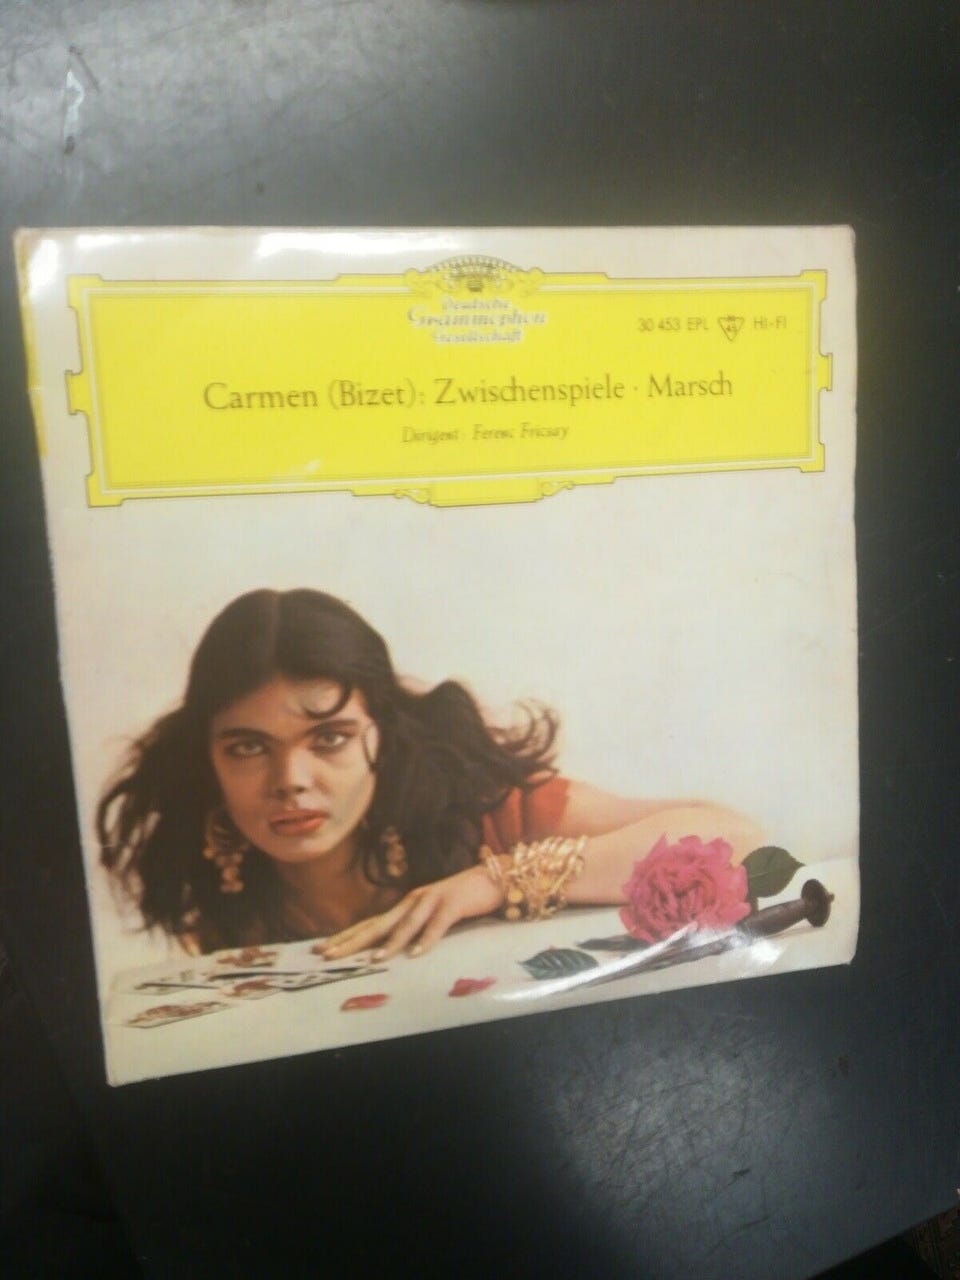 Deutsche
Grammophon
Gesellschaft
30 453 EPL M 45 HI-FI
Carmen (Bizet): Zwischenspiele · Marsch
Dirigent · Ferenc Fricsay